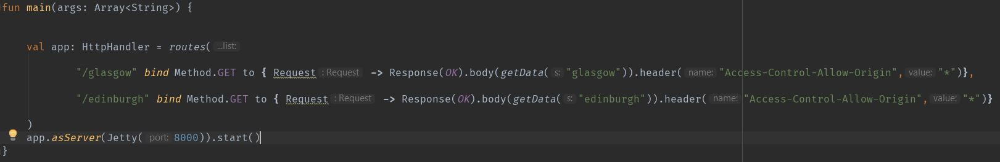 fun main(args: Array<String>) {
val app: HttpHandler = routes( ...list:
"/glasgow" bind Method.GET to { Request : Request -> Response(OK).body(getData( s: "glasgow")).header( name: "Access-Control-Allow-Origin", value: "*")},
"/edinburgh" bind Method.GET to { Request : Request -> Response(OK).body(getData( s: "edinburgh")).header( name: "Access-Control-Allow-Origin", value: "*")}
)
app.asServer(Jetty( port: 8000)).start()
}